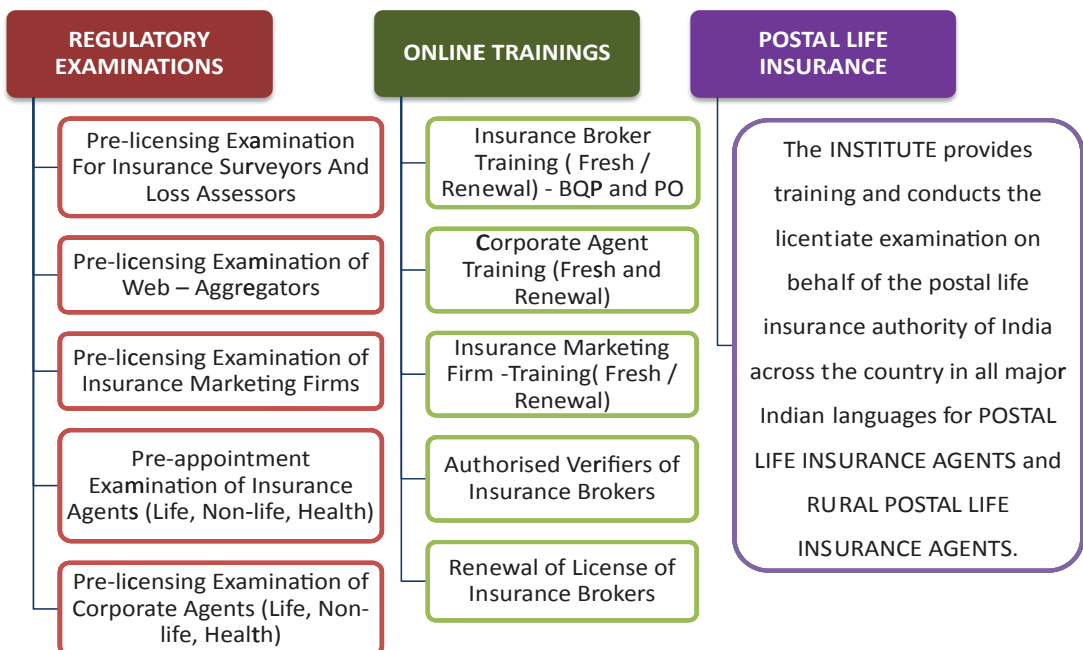 REGULATORY
EXAMINATIONS
Pre-licensing Examination
For Insurance Surveyors And
Loss Assessors
Pre-licensing Examination of
Web – Aggregators
Pre-licensing Examination of
Insurance Marketing Firms
Pre-appointment
Examination of Insurance
Agents (Life, Non-life, Health)
Pre-licensing Examination of
Corporate Agents (Life, Non-
life, Health)
ONLINE TRAININGS
Insurance Broker
Training ( Fresh /
Renewal) - BQP and PO
Corporate Agent
Training (Fresh and
Renewal)
Insurance Marketing
Firm -Training( Fresh /
Renewal)
Authorised Verifiers of
Insurance Brokers
Renewal of License of
Insurance Brokers
POSTAL LIFE
INSURANCE
The INSTITUTE provides
training and conducts the
licentiate examination on
behalf of the postal life
insurance authority of India
across the country in all major
Indian languages for POSTAL
LIFE INSURANCE AGENTS and
RURAL POSTAL LIFE
INSURANCE AGENTS.